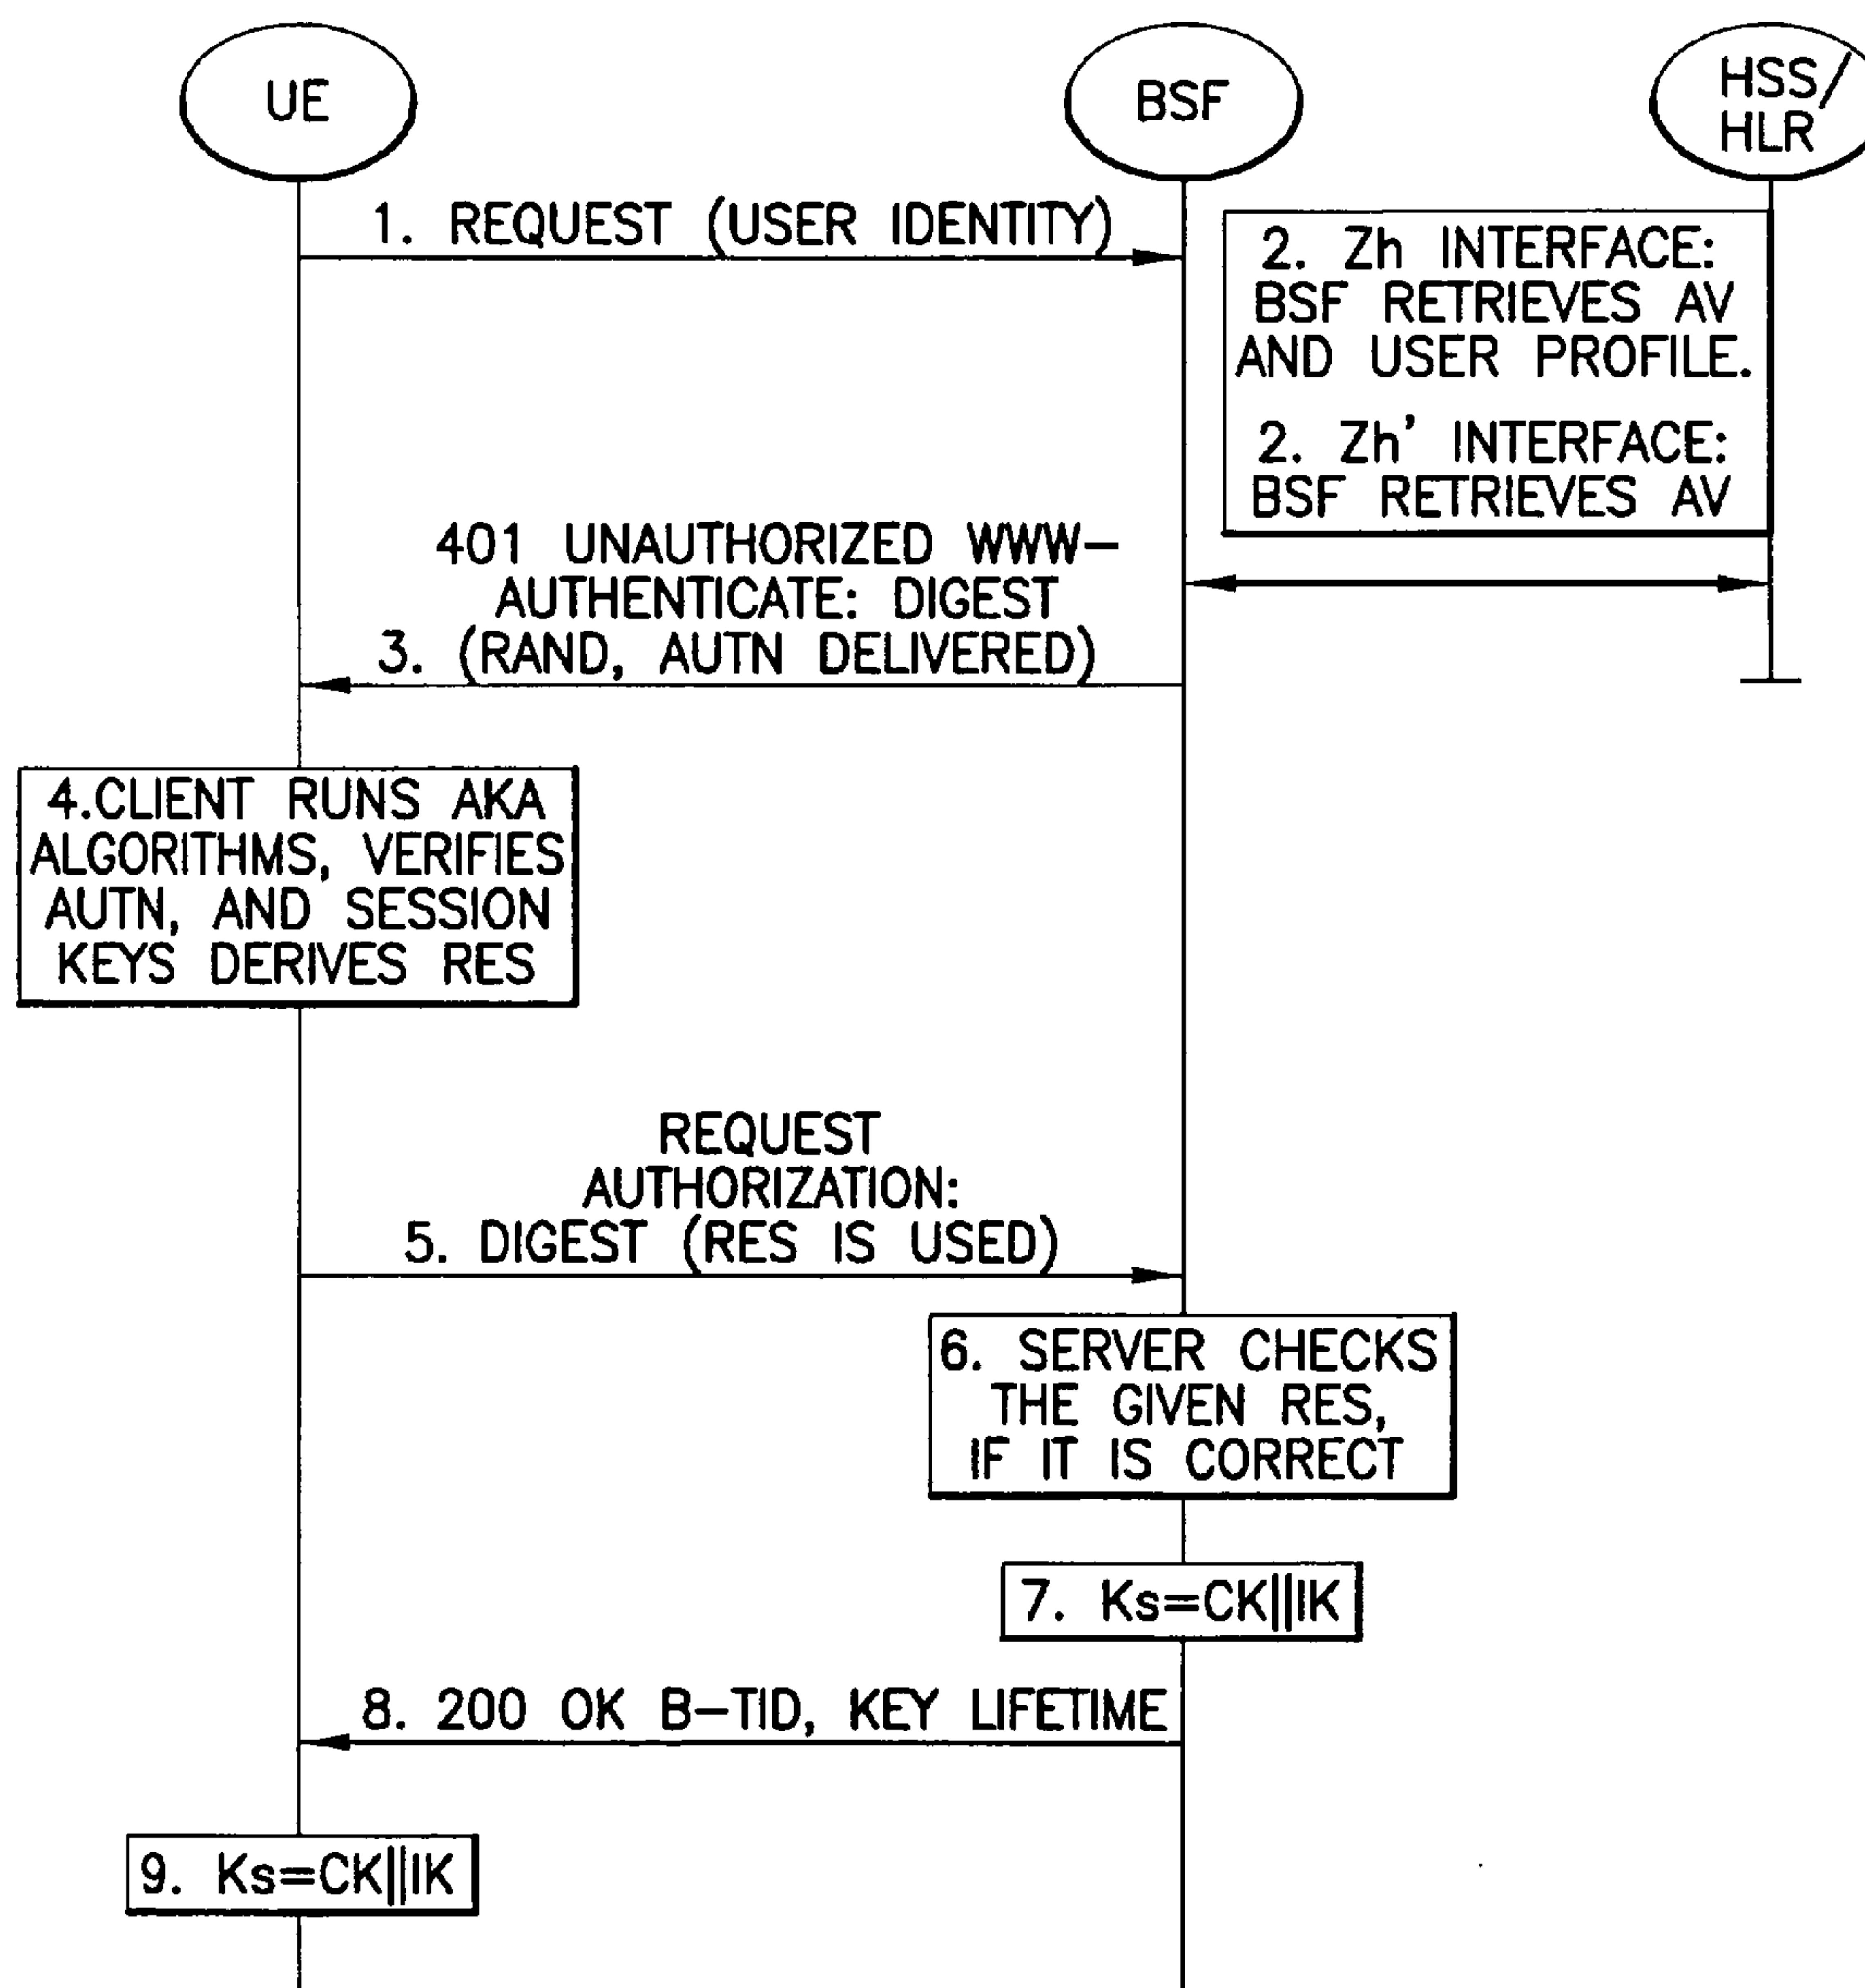 UE
BSF
HSS/
HLR
1. REQUEST (USER IDENTITY)
2. Zh INTERFACE:
BSF RETRIEVES AV
AND USER PROFILE.
2. Zh' INTERFACE:
BSF RETRIEVES AV
401 UNAUTHORIZED WWW–
AUTHENTICATE: DIGEST
3. (RAND, AUTN DELIVERED)
4.CLIENT RUNS AKA
ALGORITHMS, VERIFIES
AUTN, AND SESSION
KEYS DERIVES RES
REQUEST
AUTHORIZATION:
5. DIGEST (RES IS USED)
6. SERVER CHECKS
THE GIVEN RES,
IF IT IS CORRECT
7. Ks=CK||IK
8. 200 OK B–TID, KEY LIFETIME
9. Ks=CK||IK